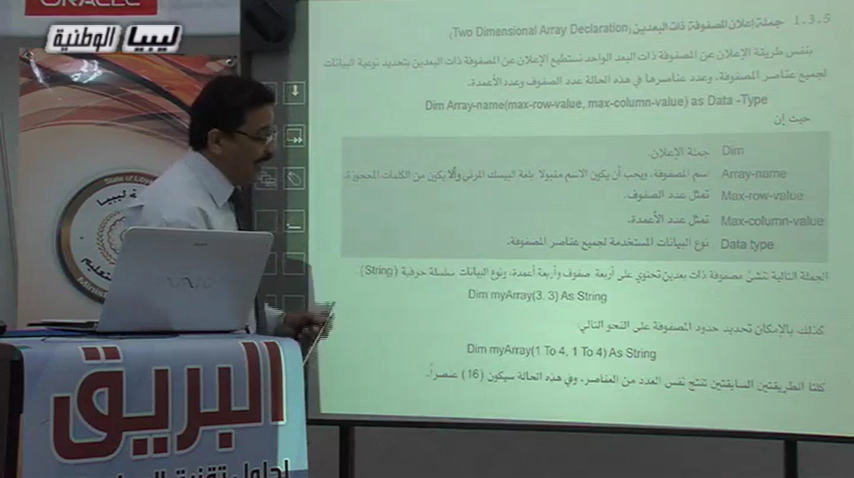 ORACLE
ليبيا الوطنية
1.3.5 جملة إعلان المصفوفة ذات البعدين (Two Dimensional Array Declaration)
بنفس طريقة الإعلان عن المصفوفة ذات البعد الواحد نستطيع الإعلان عن المصفوفة ذات البعدين بتحديد نوعية البيانات
لجميع عناصر المصفوفة، وعدد عناصرها في هذه الحالة عدد الصفوف وعدد الأعمدة.
Dim Array-name(max-row-value, max-column-value) as Data -Type
حيث إن
Dim جملة الإعلان.
Array-name اسم المصفوفة، ويجب أن يكون الاسم مقبولا بلغة البيسك المرئي وألا يكون من الكلمات المحجوزة.
Max-row-value تمثل عدد الصفوف.
Max-column-value تمثل عدد الأعمدة.
Data type نوع البيانات المستخدمة لجميع عناصر المصفوفة.
الجملة التالية تنشئ مصفوفة ذات بعدين تحتوي على أربعة صفوف وأربعة أعمدة، ونوع البيانات سلسلة حرفية (String)
Dim myArray(3. 3) As String
كذلك بالإمكان تحديد حدود المصفوفة على النحو التالي:
Dim myArray(1 To 4, 1 To 4) As String
كلتا الطريقتين السابقتين تنتج نفس العدد من العناصر، وفي هذه الحالة سيكون (16) عنصراً.
State of Libya
VAIO
البريق
لحلول تقنية